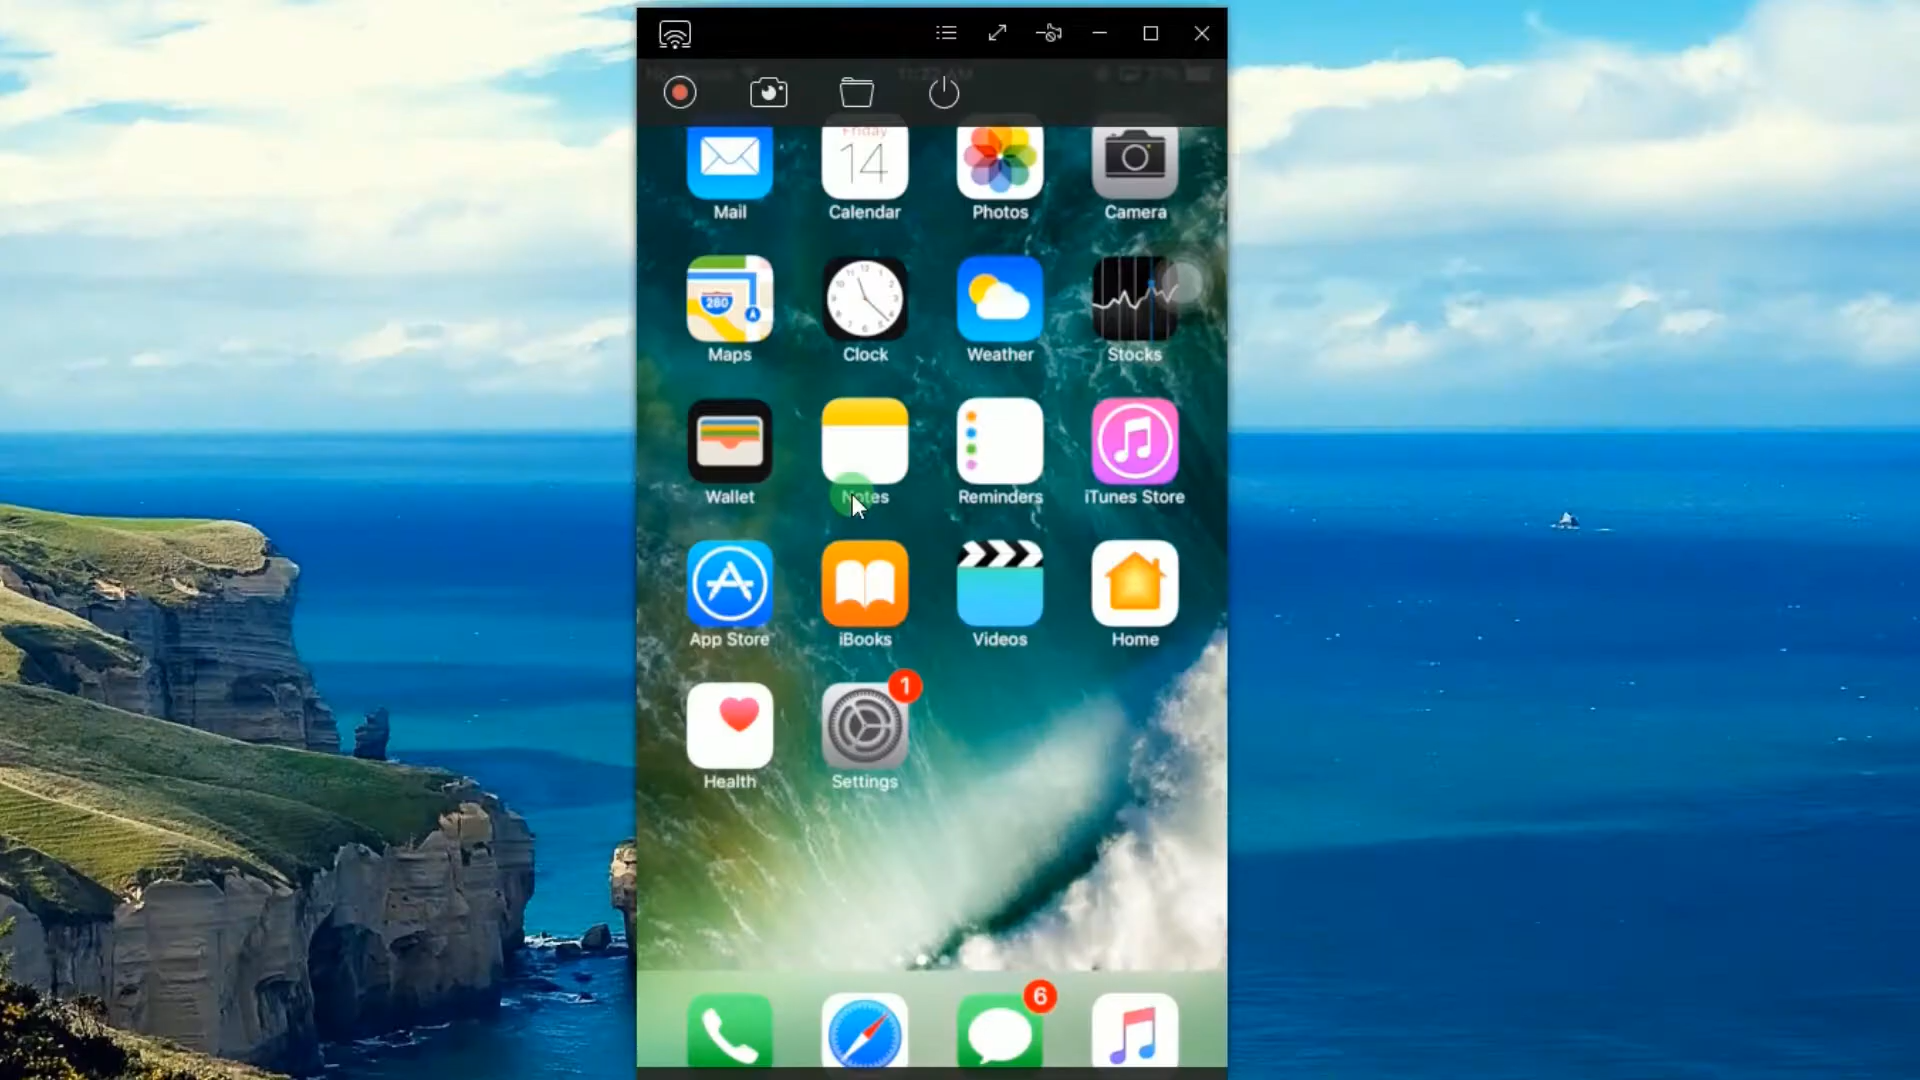 Friday
14
Mail
Calendar
Photos
Camera
280
Maps
Clock
Weather
Stocks
Wallet
Notes
Reminders
iTunes Store
App Store
iBooks
Videos
Home
1
Health
Settings
6